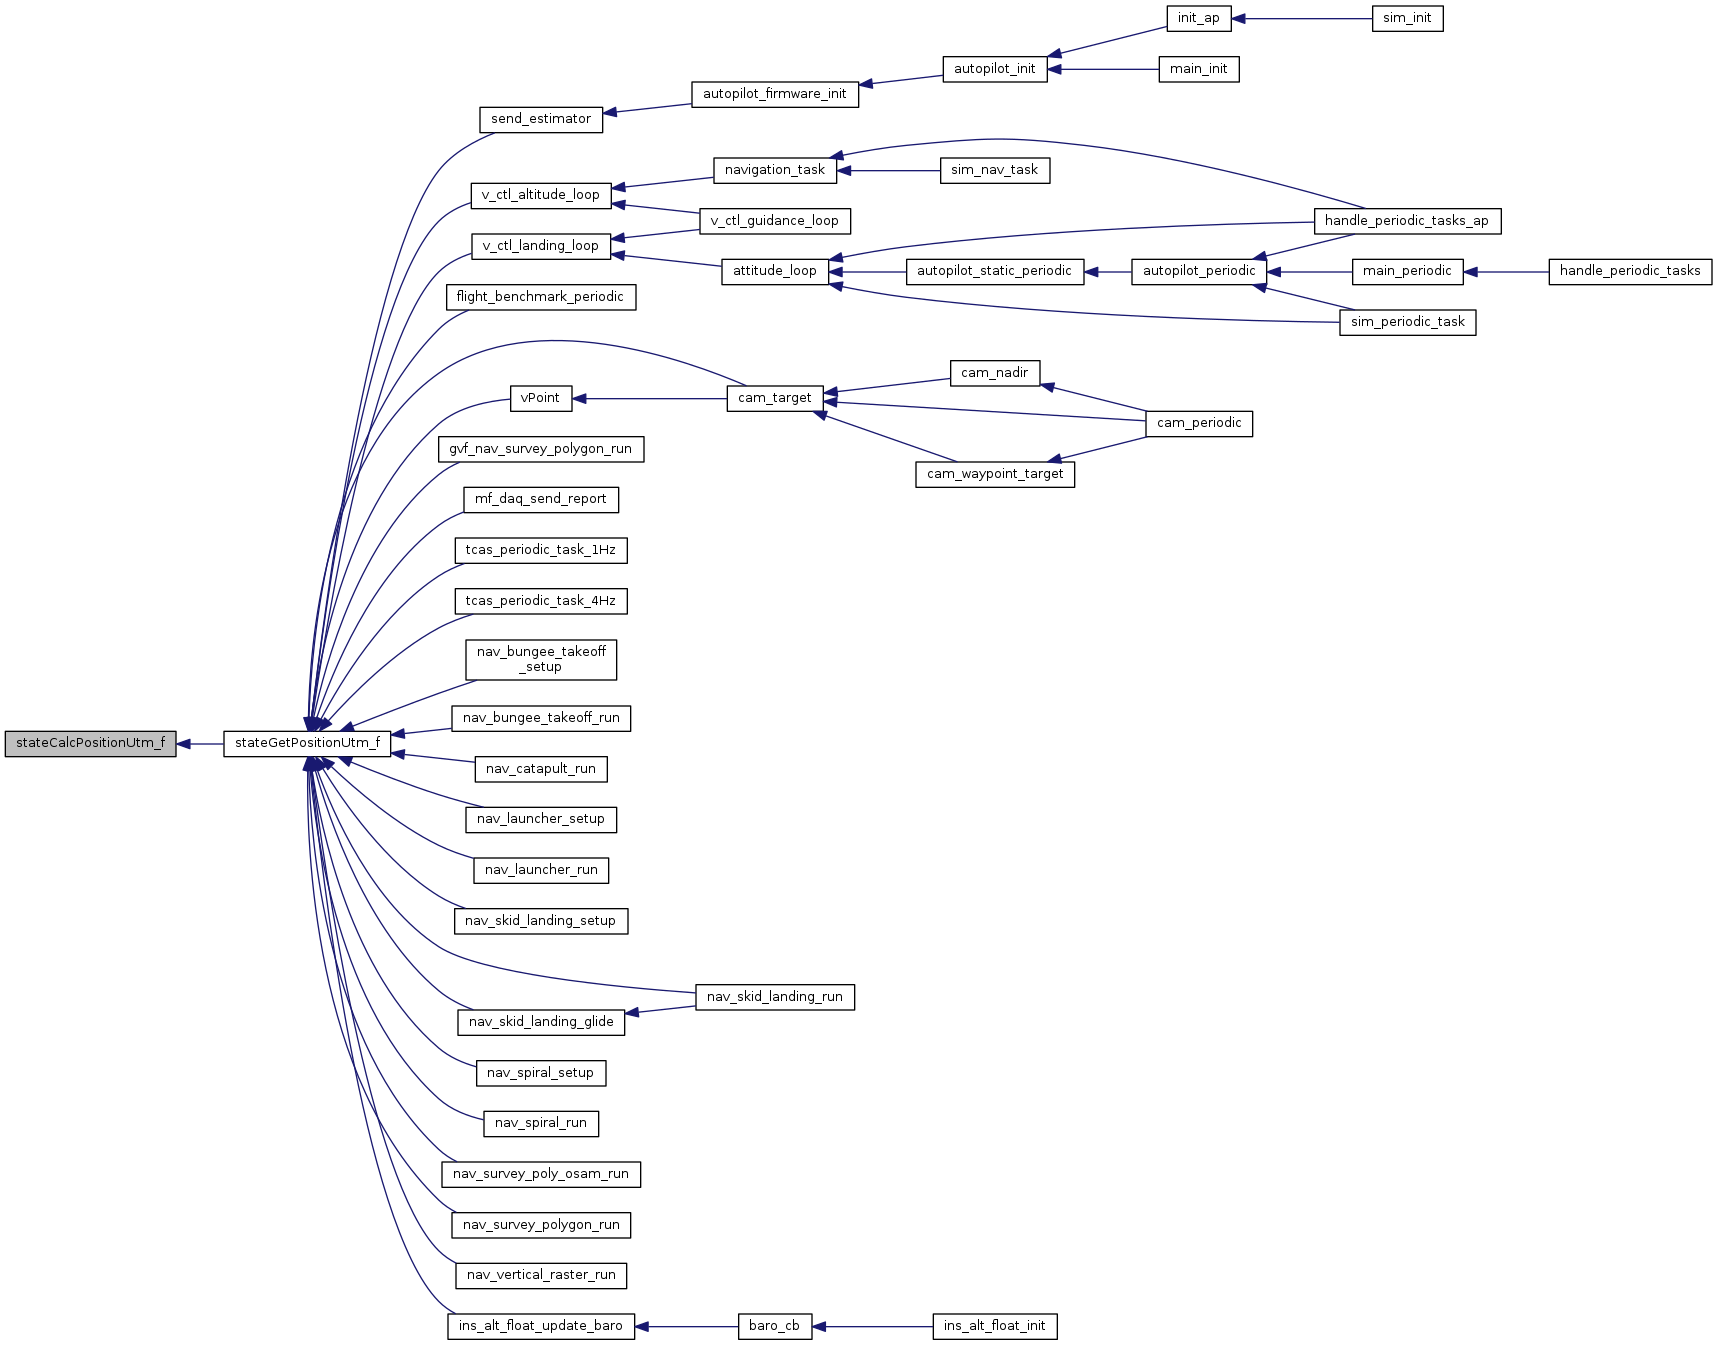 init_ap
sim_init
autopilot_init
main_init
autopilot_firmware_init
send_estimator
navigation_task
sim_nav_task
v_ctl_altitude_loop
v_ctl_guidance_loop
handle_periodic_tasks_ap
v_ctl_landing_loop
attitude_loop
autopilot_static_periodic
autopilot_periodic
main_periodic
handle_periodic_tasks
flight_benchmark_periodic
sim_periodic_task
cam_nadir
vPoint
cam_target
cam_periodic
gvf_nav_survey_polygon_run
cam_waypoint_target
mf_daq_send_report
tcas_periodic_task_1Hz
tcas_periodic_task_4Hz
nav_bungee_takeoff
_setup
nav_bungee_takeoff_run
stateCalcPositionUtm_f
stateGetPositionUtm_f
nav_catapult_run
nav_launcher_setup
nav_launcher_run
nav_skid_landing_setup
nav_skid_landing_run
nav_skid_landing_glide
nav_spiral_setup
nav_spiral_run
nav_survey_poly_osam_run
nav_survey_polygon_run
nav_vertical_raster_run
ins_alt_float_update_baro
baro_cb
ins_alt_float_init